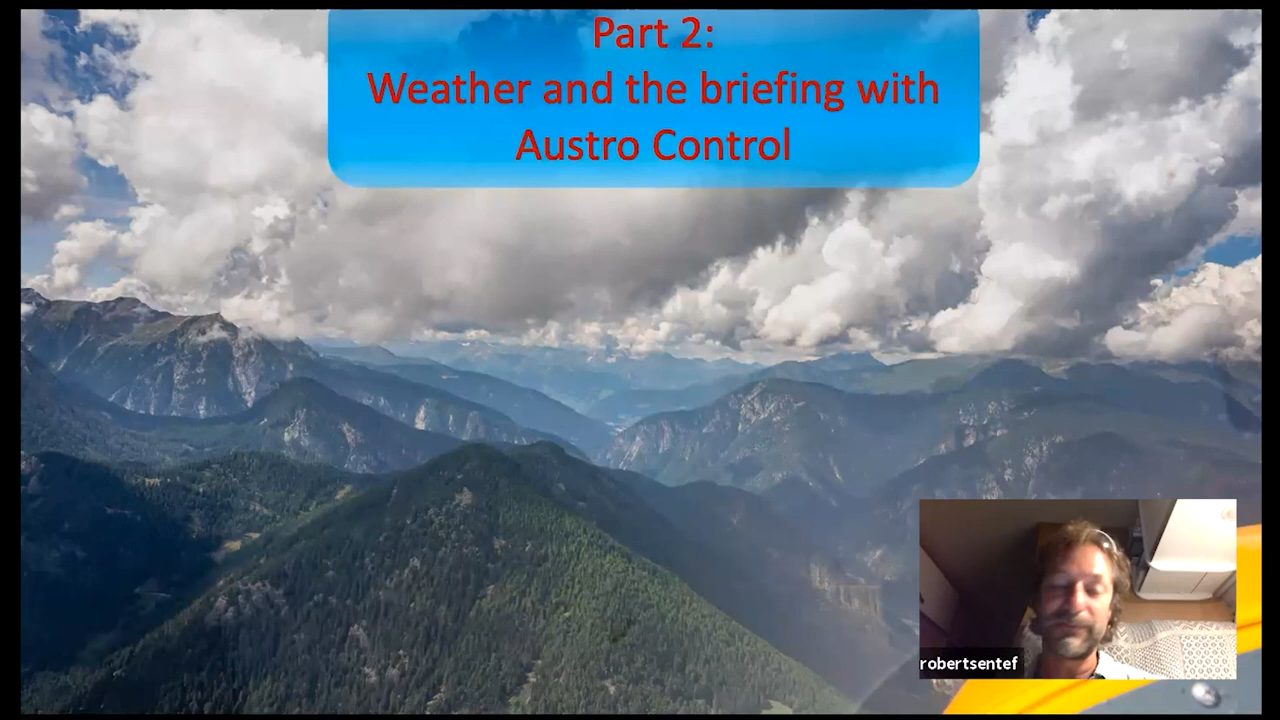 Part 2:
Weather and the briefing with
Austro Control
robertsentef